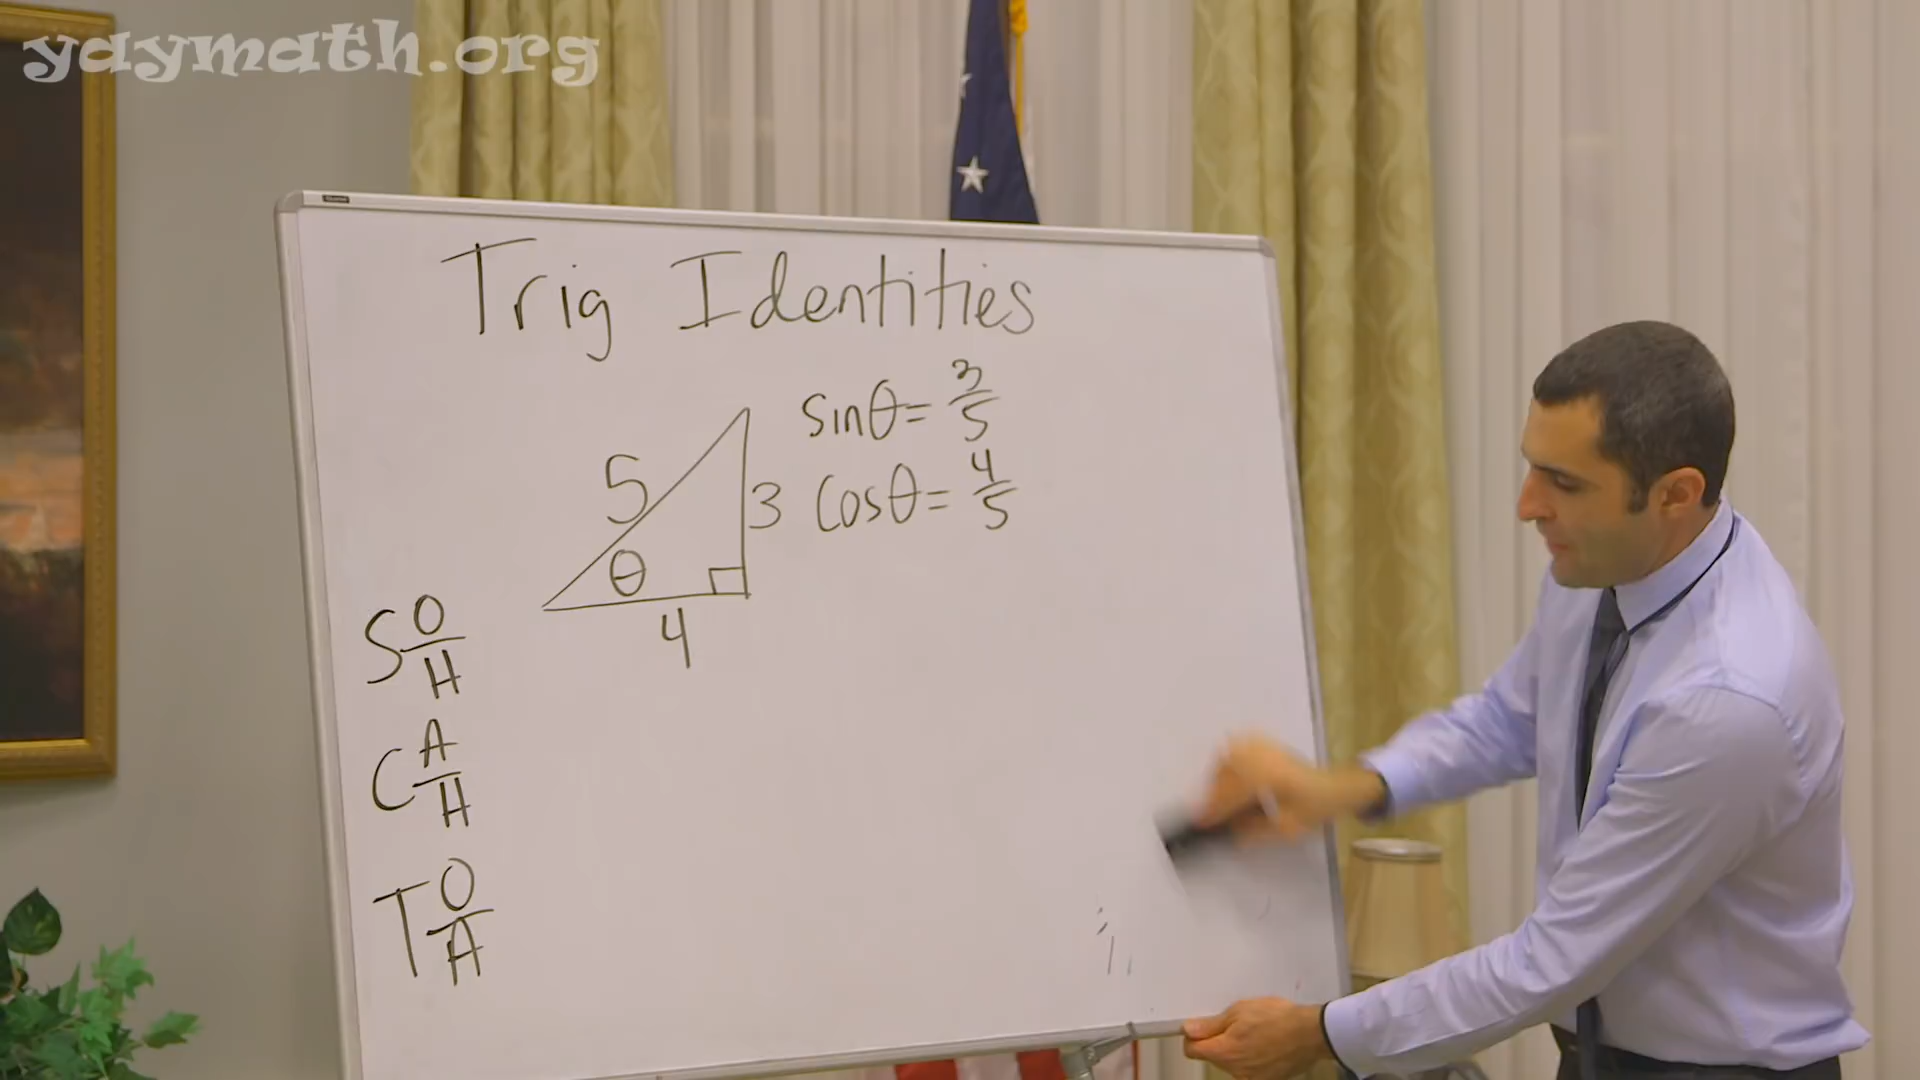 yaymath.org
Trig Identities
sinθ = 3/5
cosθ = 4/5
5
3
θ
4
S O/H
C A/H
T O/A